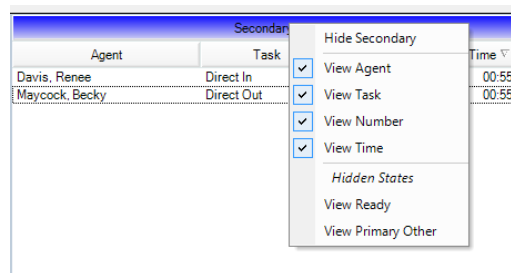 Secondary
Hide Secondary
Agent Task Time
View Agent
Davis, Renee Direct In 00:55
View Task
Maycock, Becky Direct Out 00:55
View Number
View Time
Hidden States
View Ready
View Primary Other